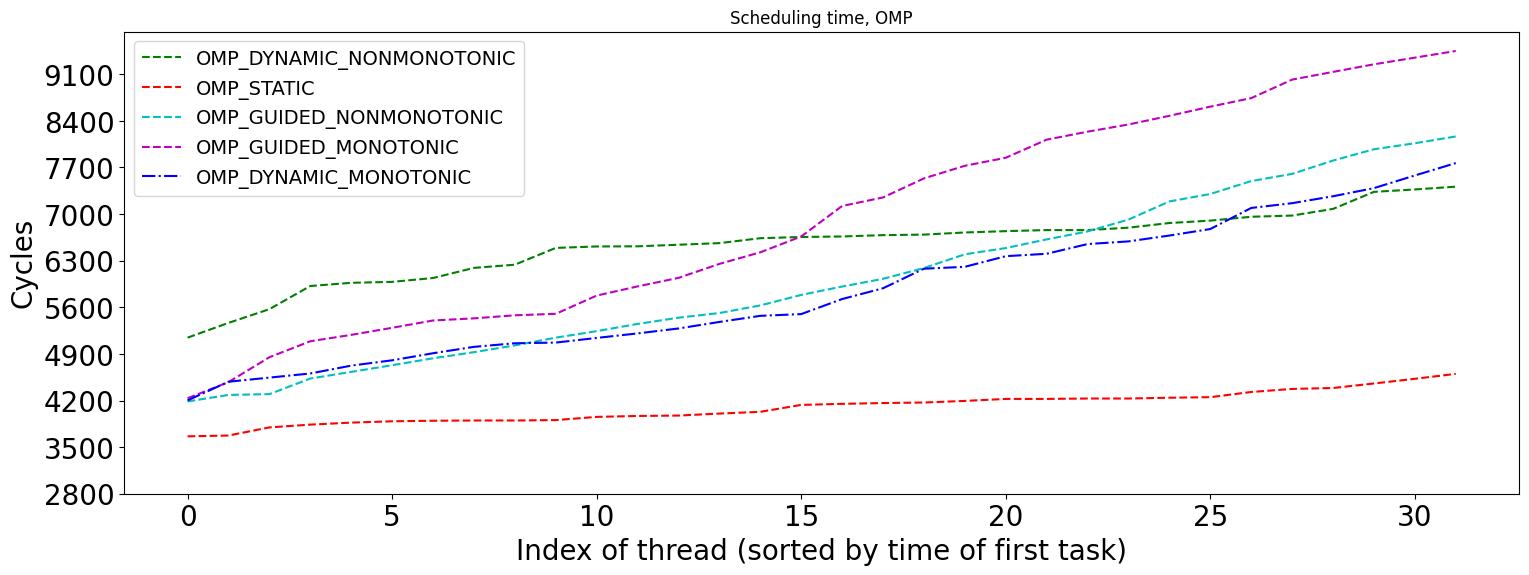 Scheduling time, OMP
OMP_DYNAMIC_NONMONOTONIC
OMP_STATIC
OMP_GUIDED_NONMONOTONIC
OMP_GUIDED_MONOTONIC
OMP_DYNAMIC_MONOTONIC
9100
8400
7700
7000
6300
5600
4900
4200
3500
2800
Cycles
0 5 10 15 20 25 30
Index of thread (sorted by time of first task)